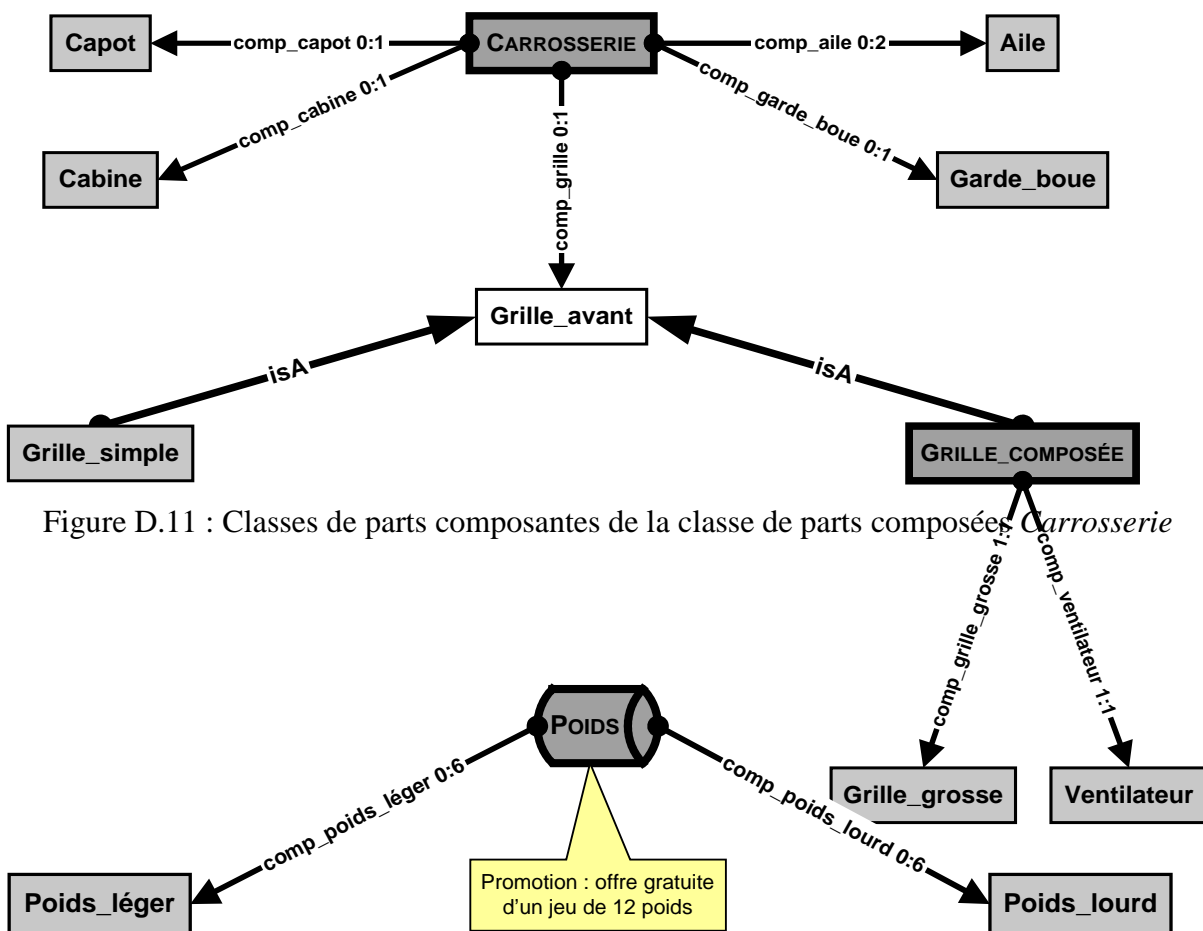 Capot
comp_capot 0:1
CARROSSERIE
comp_aile 0:2
Aile
comp_cabine 0:1
comp_grille 0:1
comp_garde_boue 0:1
Cabine
Garde_boue
Grille_avant
isA
isA
Grille_simple
GRILLE_COMPOSÉE
Figure D.11 : Classes de parts composantes de la classe de parts composées Carrosserie
comp_grille_grosse 1:1
comp_ventilateur 1:1
POIDS
comp_poids_léger 0:6
comp_poids_lourd 0:6
Grille_grosse
Ventilateur
Promotion : offre gratuite
d'un jeu de 12 poids
Poids_léger
Poids_lourd